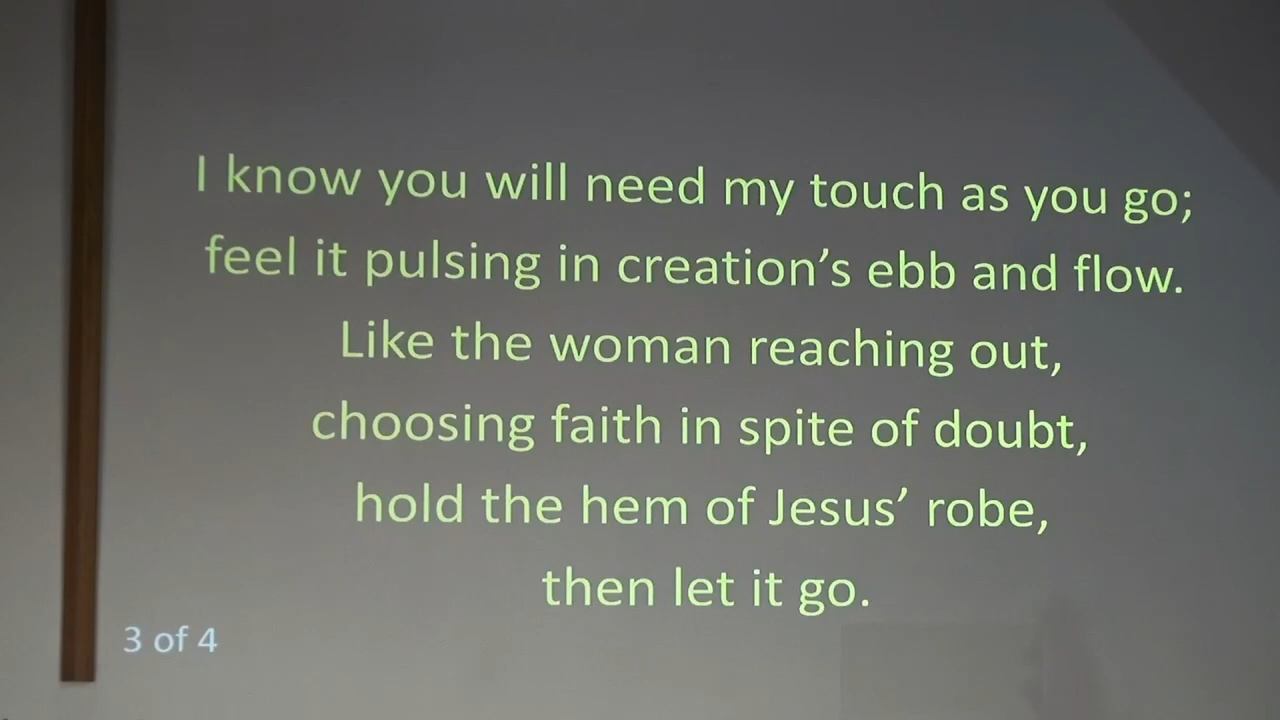 I know you will need my touch as you go;
feel it pulsing in creation’s ebb and flow.
Like the woman reaching out,
choosing faith in spite of doubt,
hold the hem of Jesus’ robe,
then let it go.
3 of 4